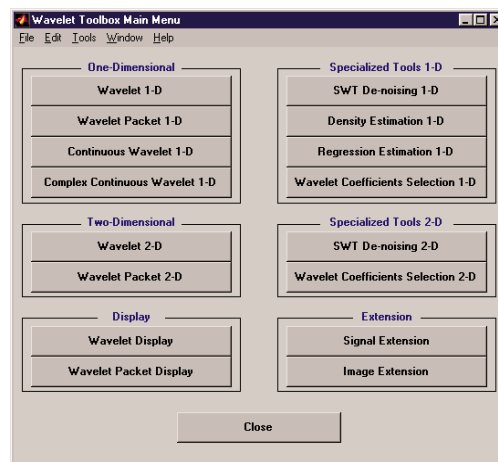 Wavelet Toolbox Main Menu
File Edit Tools Window Help
One-Dimensional
Wavelet 1-D
Wavelet Packet 1-D
Continuous Wavelet 1-D
Complex Continuous Wavelet 1-D
Specialized Tools 1-D
SWT De-noising 1-D
Density Estimation 1-D
Regression Estimation 1-D
Wavelet Coefficients Selection 1-D
Two-Dimensional
Wavelet 2-D
Wavelet Packet 2-D
Specialized Tools 2-D
SWT De-noising 2-D
Wavelet Coefficients Selection 2-D
Display
Wavelet Display
Wavelet Packet Display
Extension
Signal Extension
Image Extension
Close